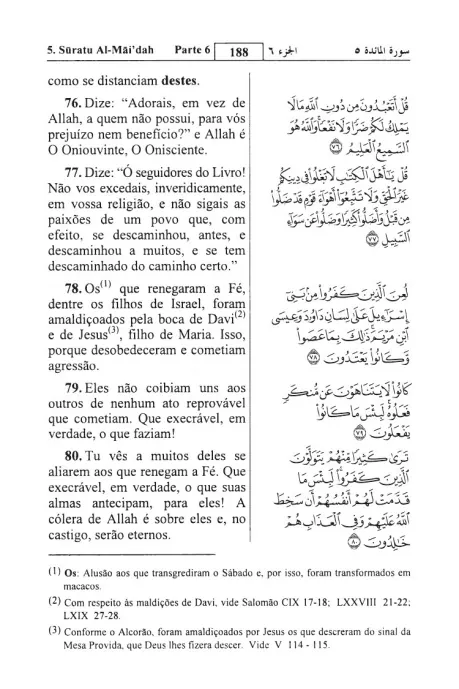 5. Sūratu Al-Māi'dah Parte 6 188 الجزء ٦ سورة المائدة ٥
como se distanciam destes.
76. Dize: “Adorais, em vez de
Allah, a quem não possui, para vós
prejuízo nem benefício?” e Allah é
O Oniouvinte, O Onisciente.
77. Dize: “Ó seguidores do Livro!
Não vos excedais, inveridicamente,
em vossa religião, e não sigais as
paixões de um povo que, com
efeito, se descaminhou, antes, e
descaminhou a muitos, e se tem
descaminhado do caminho certo.”
78. Os(1) que renegaram a Fé,
dentre os filhos de Israel, foram
amaldiçoados pela boca de Davi(2)
e de Jesus(3), filho de Maria. Isso,
porque desobedeceram e cometiam
agressão.
79. Eles não coibiam uns aos
outros de nenhum ato reprovável
que cometiam. Que execrável, em
verdade, o que faziam!
80. Tu vês a muitos deles se
aliarem aos que renegam a Fé. Que
execrável, em verdade, o que suas
almas antecipam, para eles! A
cólera de Allah é sobre eles e, no
castigo, serão eternos.
قُلْ أَتَعْبُدُونَ مِن دُونِ ٱللَّهِ مَا لَا
يَمْلِكُ لَكُمْ ضَرًّا وَلَا نَفْعًا وَٱللَّهُ هُوَ
ٱلسَّمِيعُ ٱلْعَلِيمُ ٧٦
قُلْ يَٰٓأَهْلَ ٱلْكِتَٰبِ لَا تَغْلُوا۟ فِى دِينِكُمْ
غَيْرَ ٱلْحَقِّ وَلَا تَتَّبِعُوٓا۟ أَهْوَآءَ قَوْمٍ قَدْ ضَلُّوا۟
مِن قَبْلُ وَأَضَلُّوا۟ كَثِيرًا وَضَلُّوا۟ عَن سَوَآءِ
ٱلسَّبِيلِ ٧٧
لُعِنَ ٱلَّذِينَ كَفَرُوا۟ مِنۢ بَنِىٓ
إِسْرَٰٓءِيلَ عَلَىٰ لِسَانِ دَاوُۥدَ وَعِيسَى
ٱبْنِ مَرْيَمَ ذَٰلِكَ بِمَا عَصَوا۟
وَّكَانُوا۟ يَعْتَدُونَ ٧٨
كَانُوا۟ لَا يَتَنَاهَوْنَ عَن مُّنكَرٍ
فَعَلُوهُ لَبِئْسَ مَا كَانُوا۟
يَفْعَلُونَ ٧٩
تَرَىٰ كَثِيرًا مِّنْهُمْ يَتَوَلَّوْنَ
ٱلَّذِينَ كَفَرُوا۟ لَبِئْسَ مَا
قَدَّمَتْ لَهُمْ أَنفُسُهُمْ أَن سَخِطَ
ٱللَّهُ عَلَيْهِمْ وَفِى ٱلْعَذَابِ هُمْ
خَٰلِدُونَ ٨٠
(1) Os: Alusão aos que transgrediram o Sábado e, por isso, foram transformados em
macacos.
(2) Com respeito às maldições de Davi, vide Salomão CIX 17-18; LXXVIII 21-22;
LXIX 27-28.
(3) Conforme o Alcorão, foram amaldiçoados por Jesus os que descreram do sinal da
Mesa Provida, que Deus lhes fizera descer. Vide V 114 - 115.